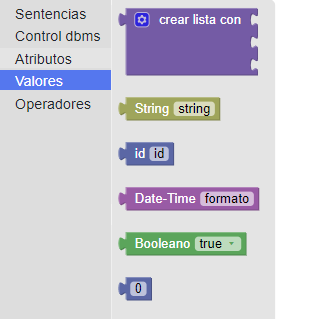 Sentencias
Control dbms
Atributos
Valores
Operadores
crear lista con
String string
id id
Date-Time formato
Booleano true
0